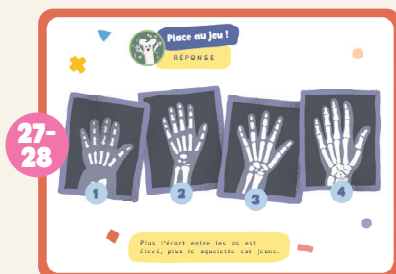 Place au jeu !
RÉPONSE
27-
28
1
2
3
4
Plus l'écart entre les os est
élevé, plus le squelette est jeune.